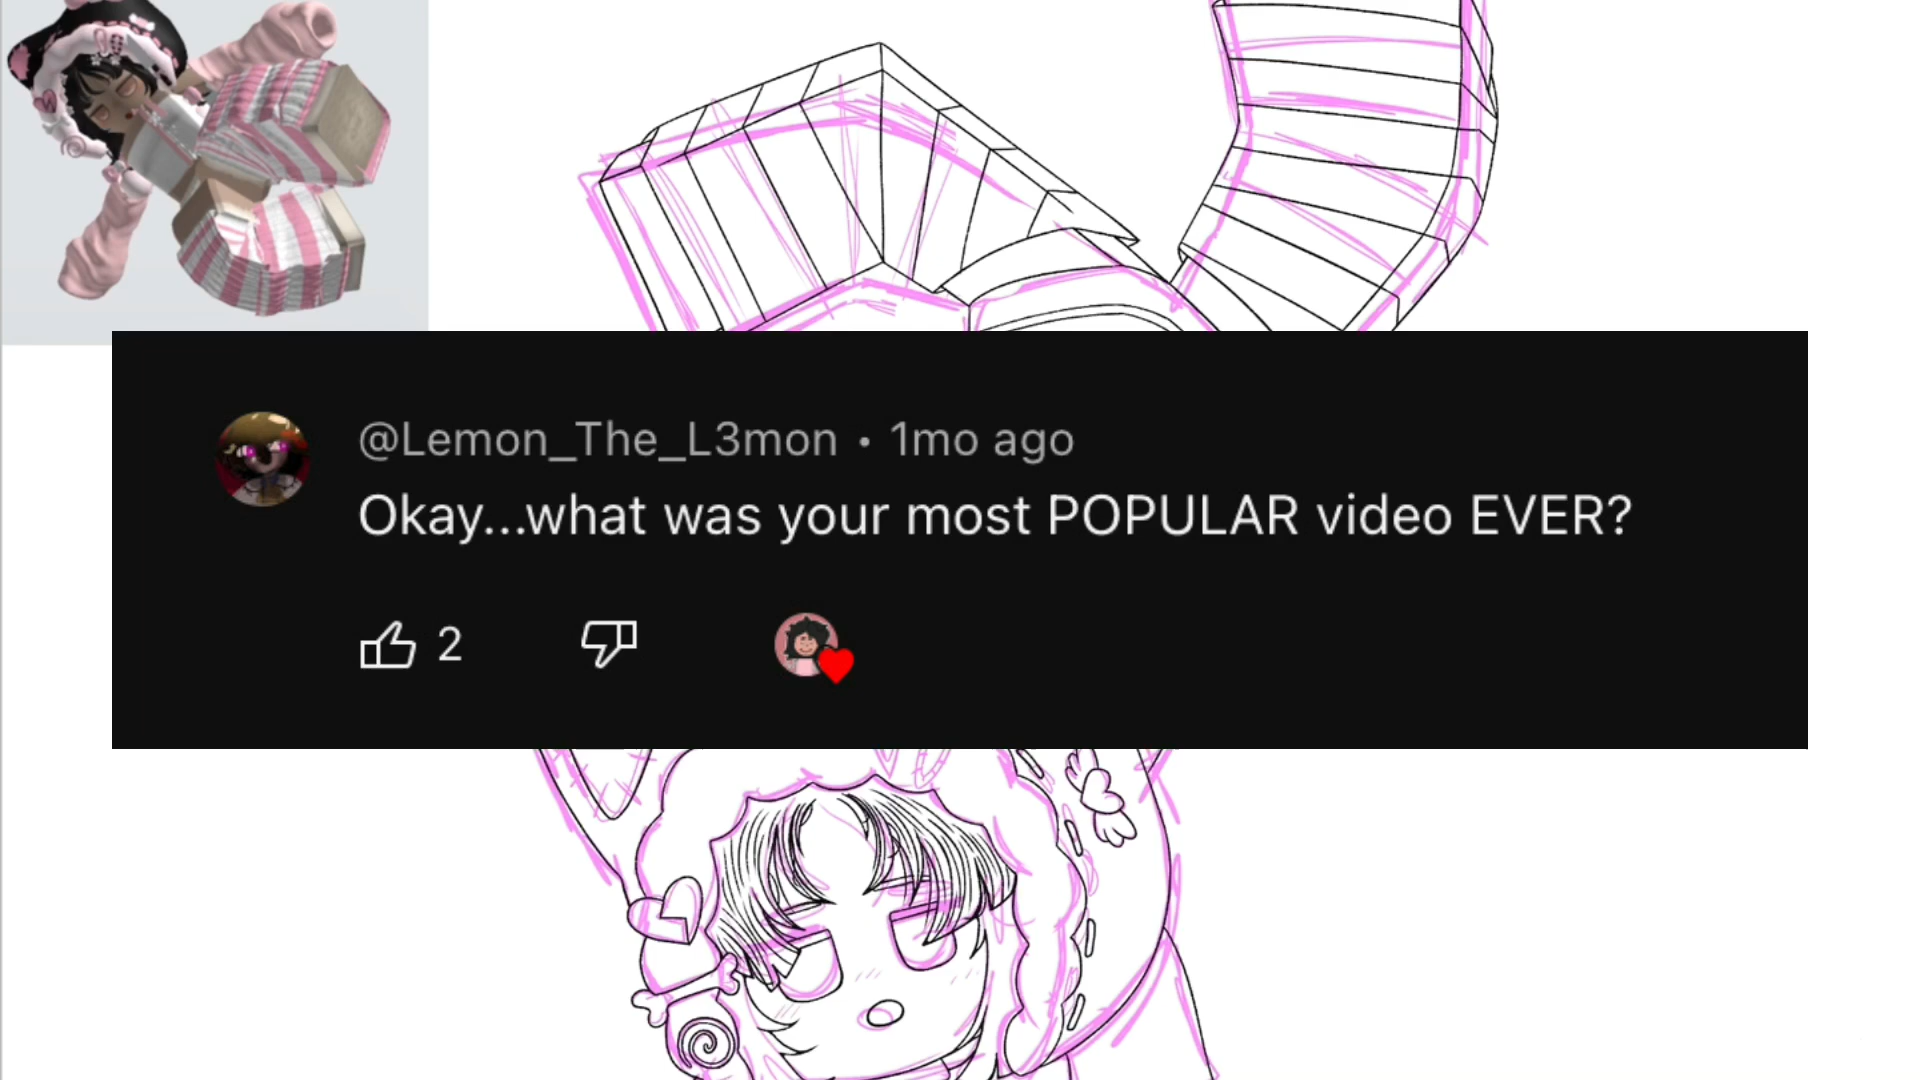 @Lemon_The_L3mon • 1mo ago
Okay...what was your most POPULAR video EVER?
2